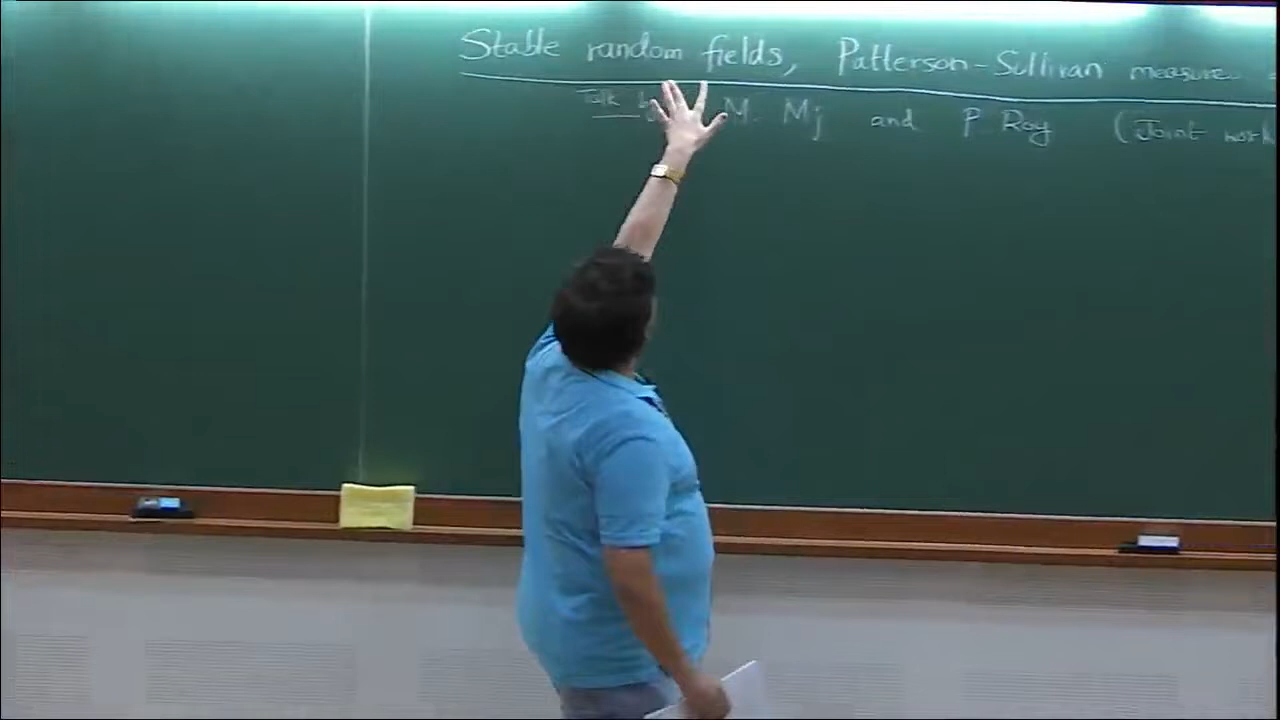 Stable random fields, Patterson-Sullivan measure
Talk M. Mj and P Roy (Joint work